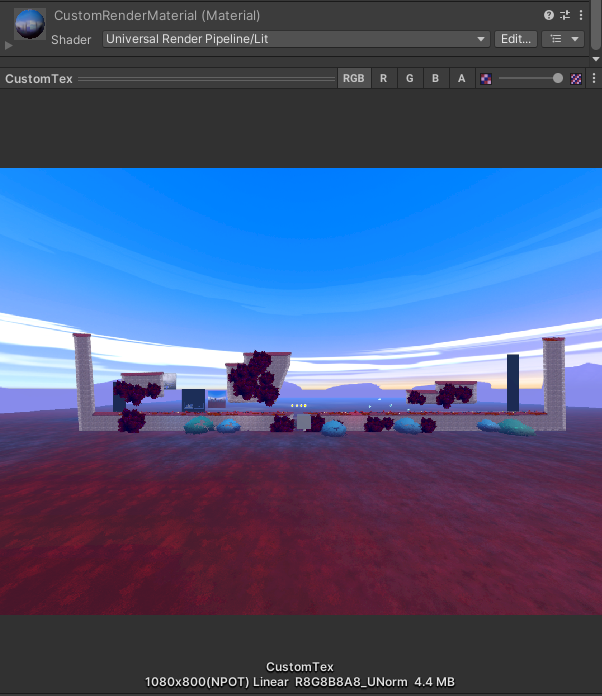 CustomRenderMaterial (Material)
Shader Universal Render Pipeline/Lit Edit...
CustomTex RGB R G B A
CustomTex
1080x800(NPOT) Linear R8G8B8A8_UNorm 4.4 MB